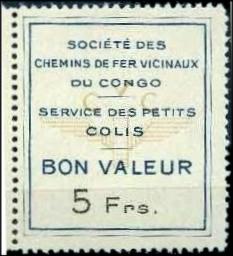 SOCIÉTÉ DES
CHEMINS DE FER VICINAUX
DU CONGO
SERVICE DES PETITS
COLIS
BON VALEUR
5 Frs.